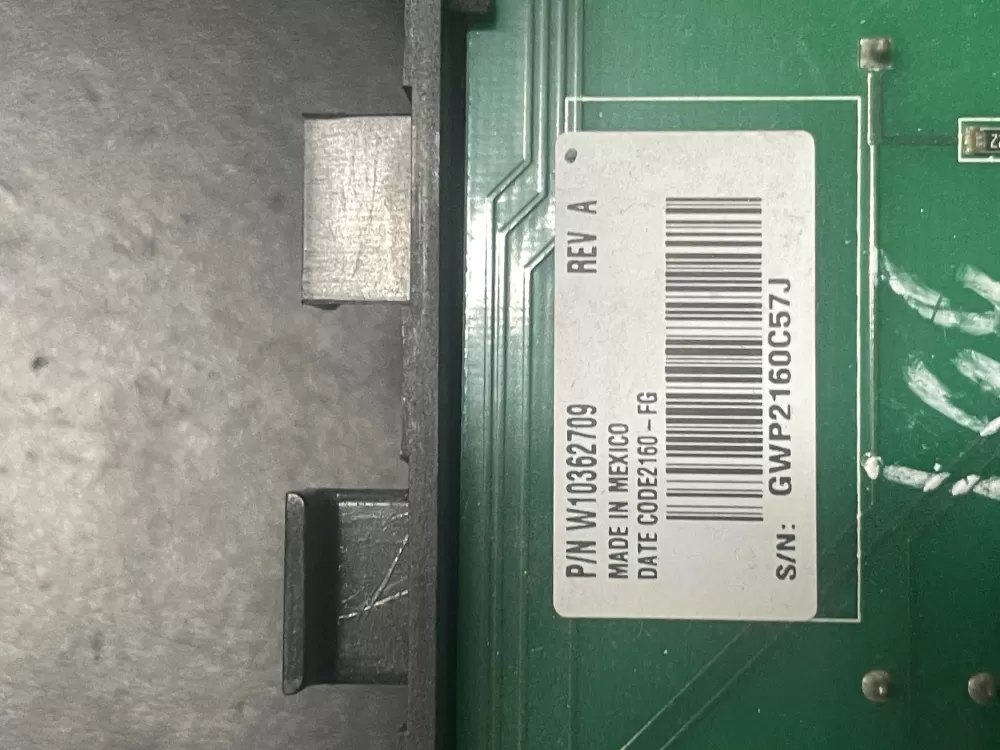 P/N W10362709 REV A
MADE IN MEXICO
DATE CODE2160-FG
S/N: GWP2160C57J